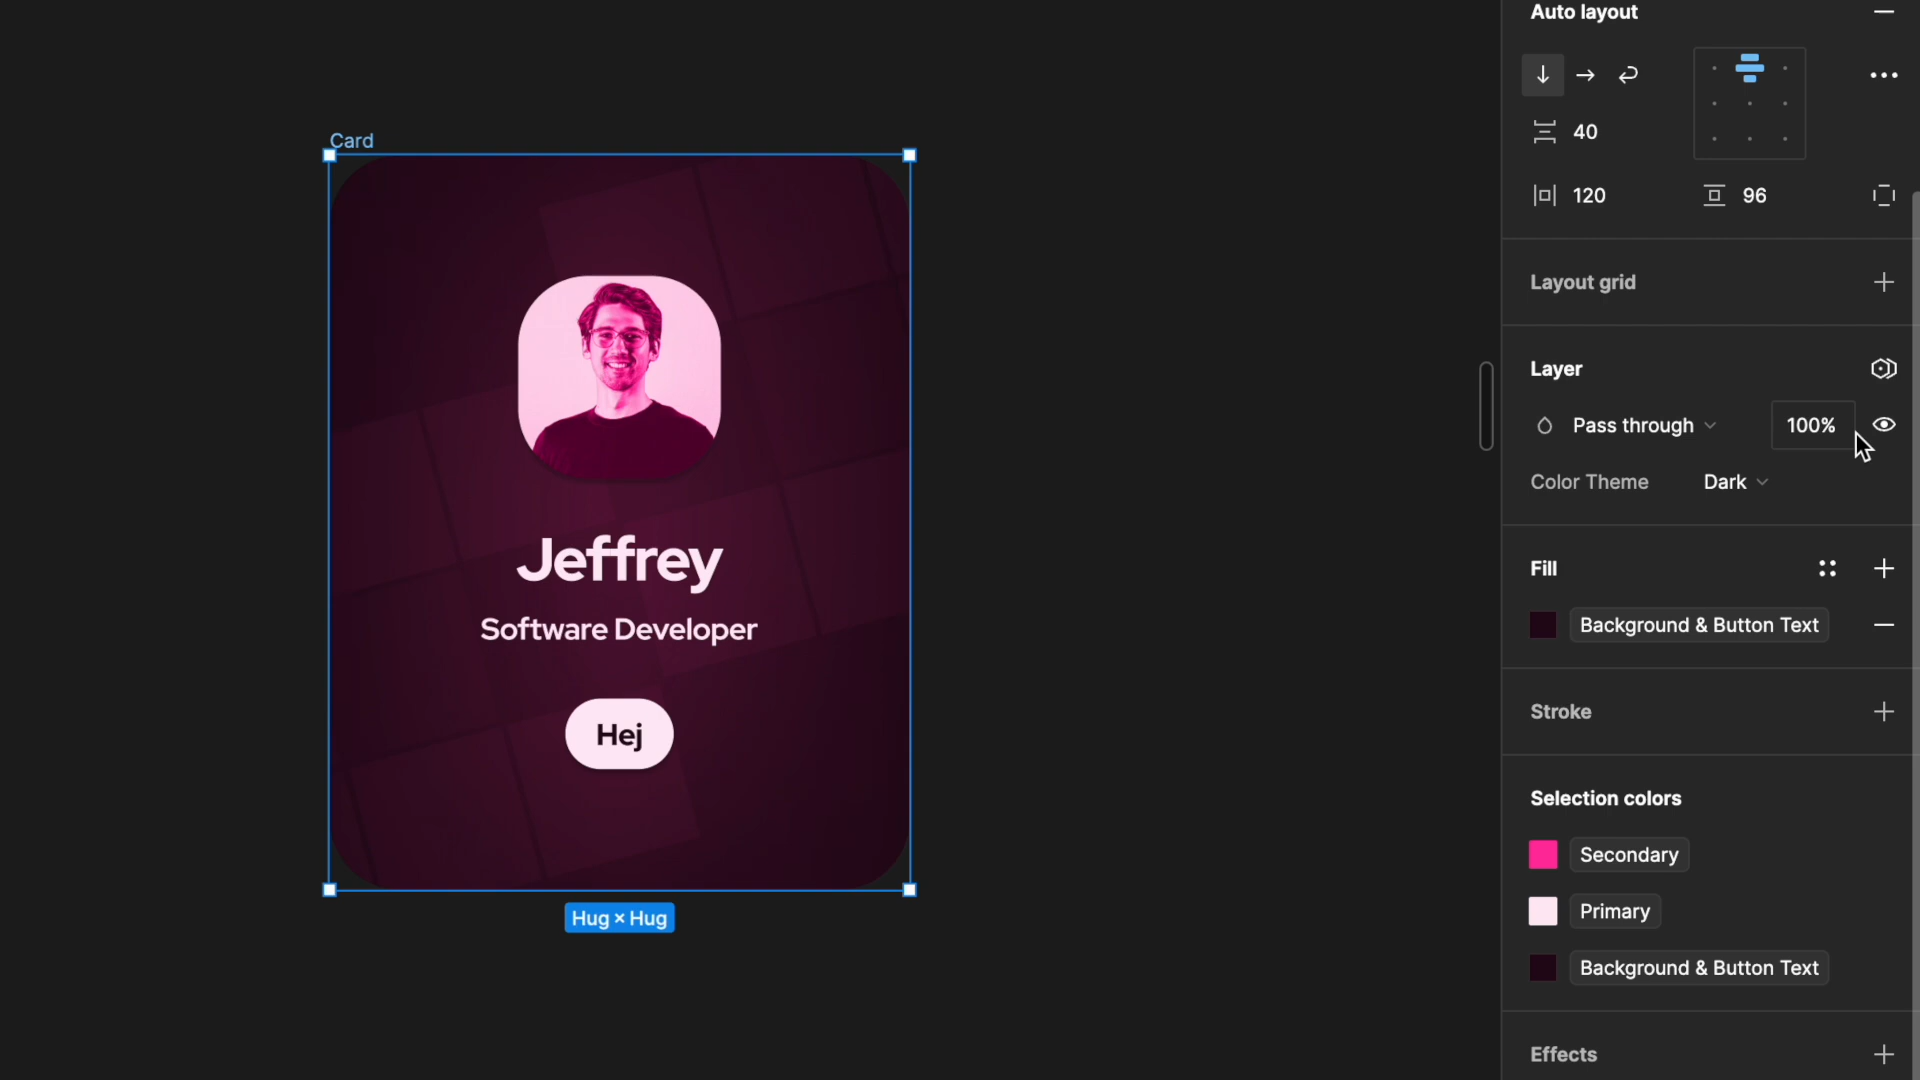 Card
Jeffrey
Software Developer
Hej
Hug × Hug
Auto layout
40
120
96
Layout grid
Layer
Pass through
100%
Color Theme
Dark
Fill
Background & Button Text
Stroke
Selection colors
Secondary
Primary
Background & Button Text
Effects